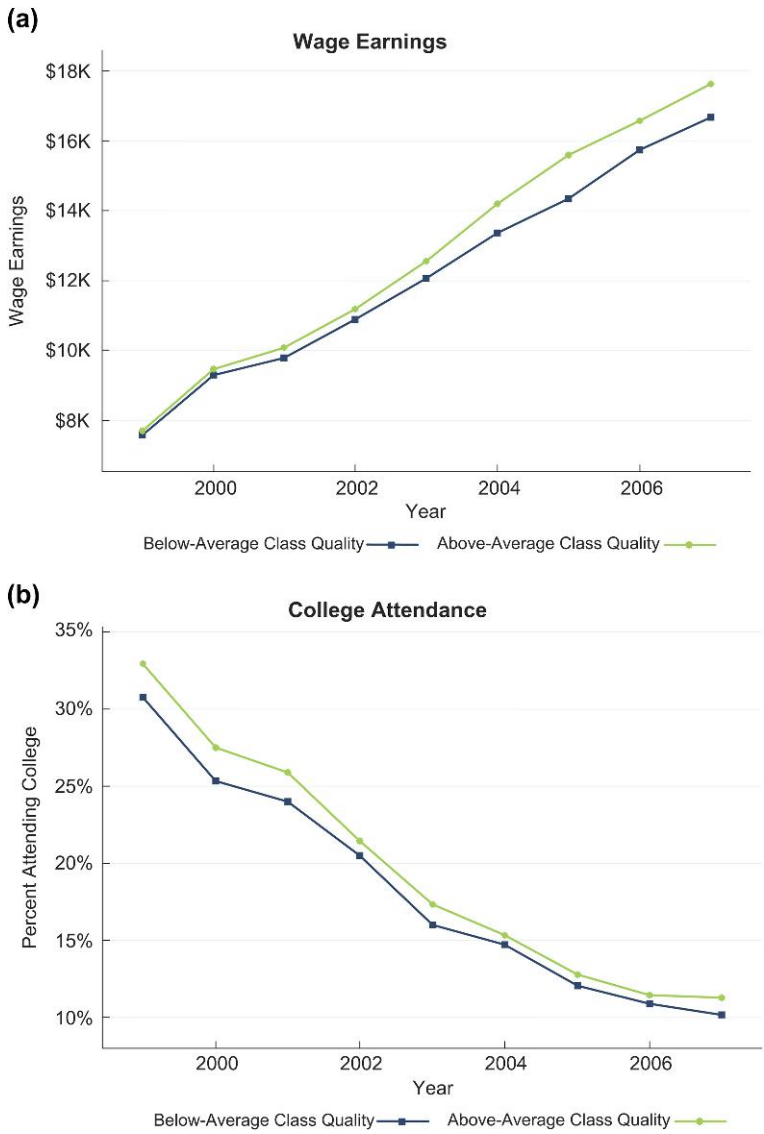 (a)
Wage Earnings
$18K
$16K
$14K
$12K
$10K
$8K
Wage Earnings
2000 2002 2004 2006
Year
Below-Average Class Quality Above-Average Class Quality
(b)
College Attendance
35%
30%
25%
20%
15%
10%
Percent Attending College
2000 2002 2004 2006
Year
Below-Average Class Quality Above-Average Class Quality